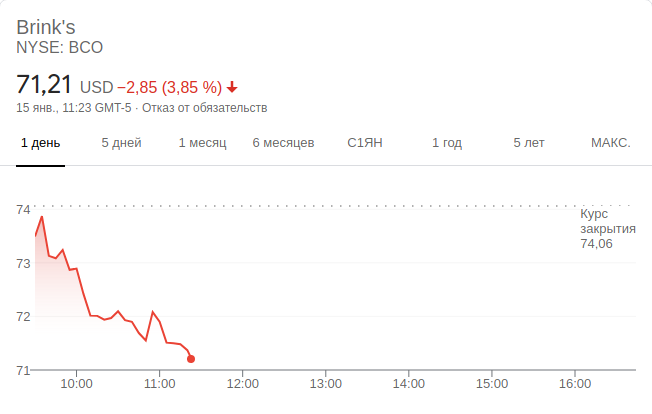 Brink's
NYSE: BCO
71,21 USD −2,85 (3,85 %)
15 янв., 11:23 GMT-5 · Отказ от обязательств
1 день 5 дней 1 месяц 6 месяцев С1ЯН 1 год 5 лет МАКС.
74
Курс
закрытия
74,06
73
72
71
10:00 11:00 12:00 13:00 14:00 15:00 16:00